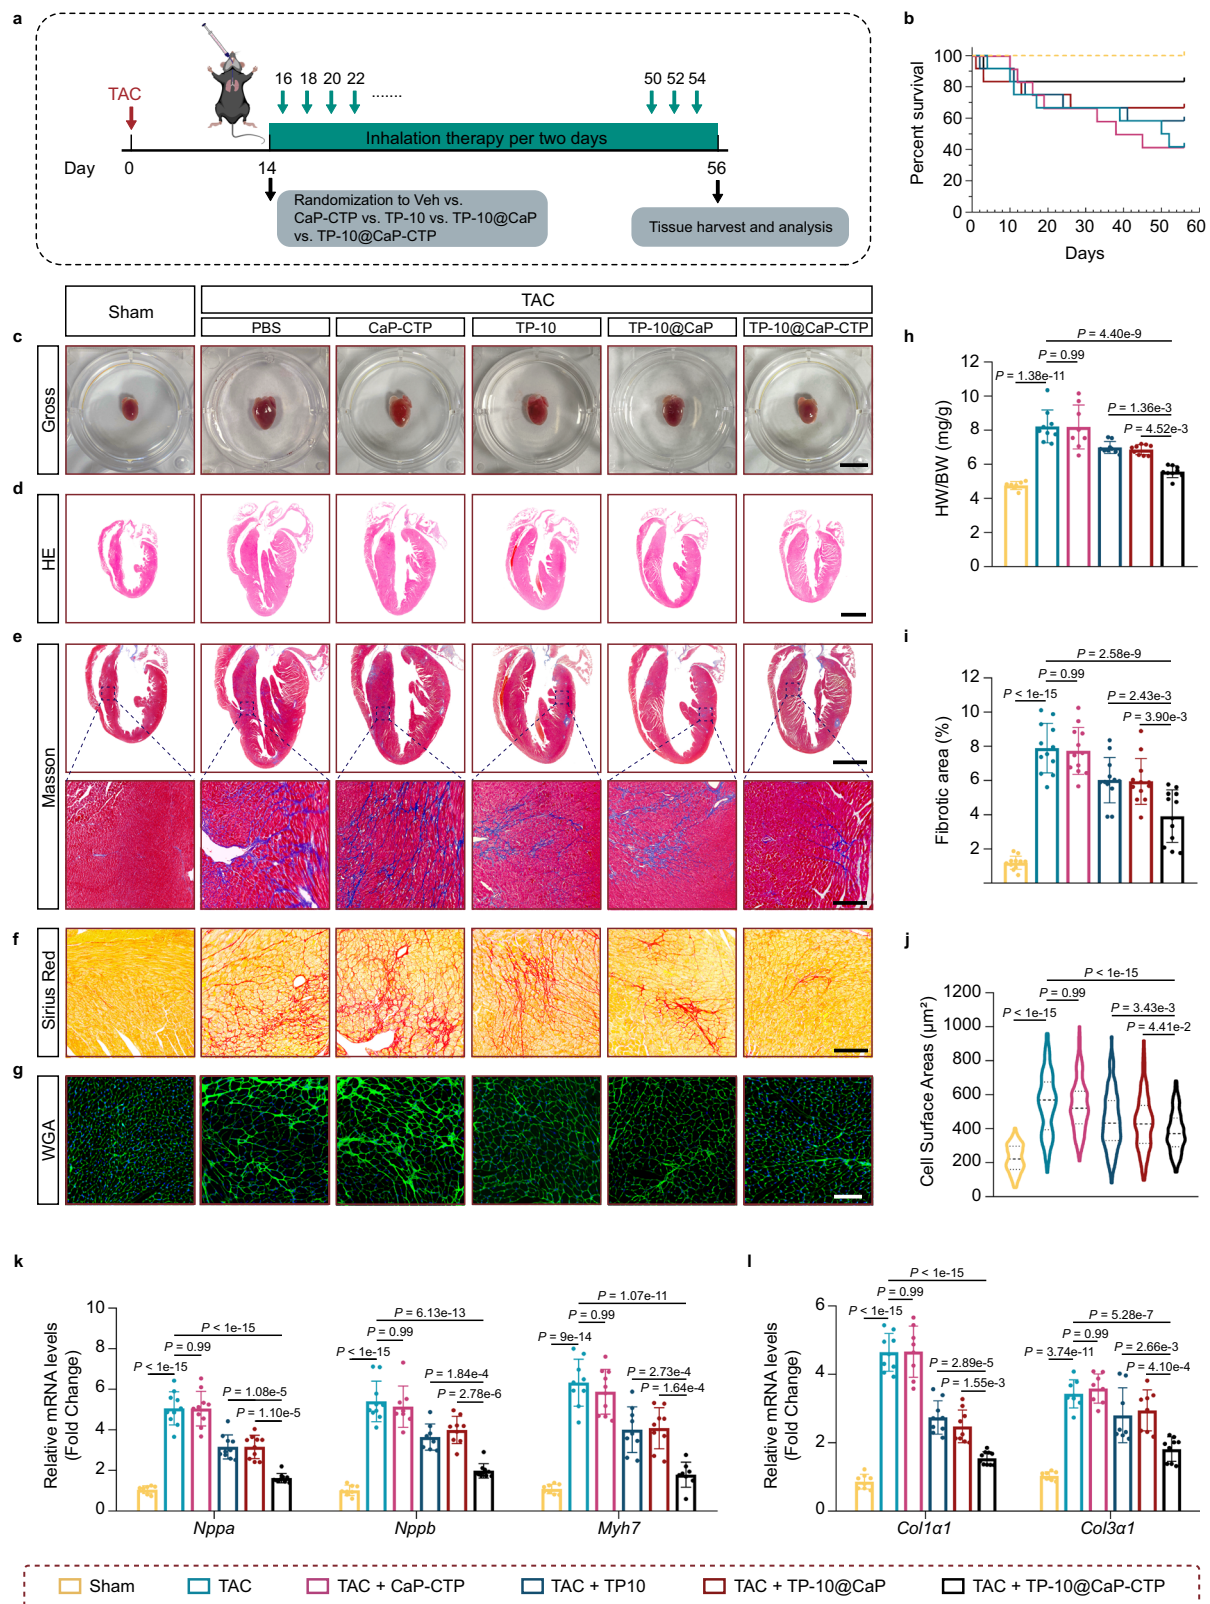 a
TAC
16 18 20 22 ....... 50 52 54
Inhalation therapy per two days
Day 0 14 56
Randomization to Veh vs.
CaP-CTP vs. TP-10 vs. TP-10@CaP
vs. TP-10@CaP-CTP
Tissue harvest and analysis
b
Percent survival
100
80
60
40
20
0
0 10 20 30 40 50 60
Days
Sham
TAC
PBS CaP-CTP TP-10 TP-10@CaP TP-10@CaP-CTP
c
Gross
d
HE
e
Masson
f
Sirius Red
g
WGA
h
HW/BW (mg/g)
12
10
8
6
4
2
0
P = 4.40e-9
P = 0.99
P = 1.38e-11
P = 1.36e-3
P = 4.52e-3
i
Fibrotic area (%)
12
10
8
6
4
2
P = 2.58e-9
P = 0.99
P < 1e-15
P = 2.43e-3
P = 3.90e-3
j
Cell Surface Areas (µm²)
1200
1000
800
600
400
200
0
P < 1e-15
P = 0.99
P < 1e-15
P = 3.43e-3
P = 4.41e-2
k
Relative mRNA levels
(Fold Change)
10
8
6
4
2
0
P < 1e-15
P = 0.99
P < 1e-15
P = 1.08e-5
P = 1.10e-5
P = 6.13e-13
P = 0.99
P < 1e-15
P = 1.84e-4
P = 2.78e-6
P = 1.07e-11
P = 0.99
P = 9e-14
P = 2.73e-4
P = 1.64e-4
Nppa Nppb Myh7
l
Relative mRNA levels
(Fold Change)
6
4
2
0
P < 1e-15
P = 0.99
P < 1e-15
P = 2.89e-5
P = 1.55e-3
P = 5.28e-7
P = 0.99
P = 3.74e-11
P = 2.66e-3
P = 4.10e-4
Col1α1 Col3α1
Sham TAC TAC + CaP-CTP TAC + TP10 TAC + TP-10@CaP TAC + TP-10@CaP-CTP